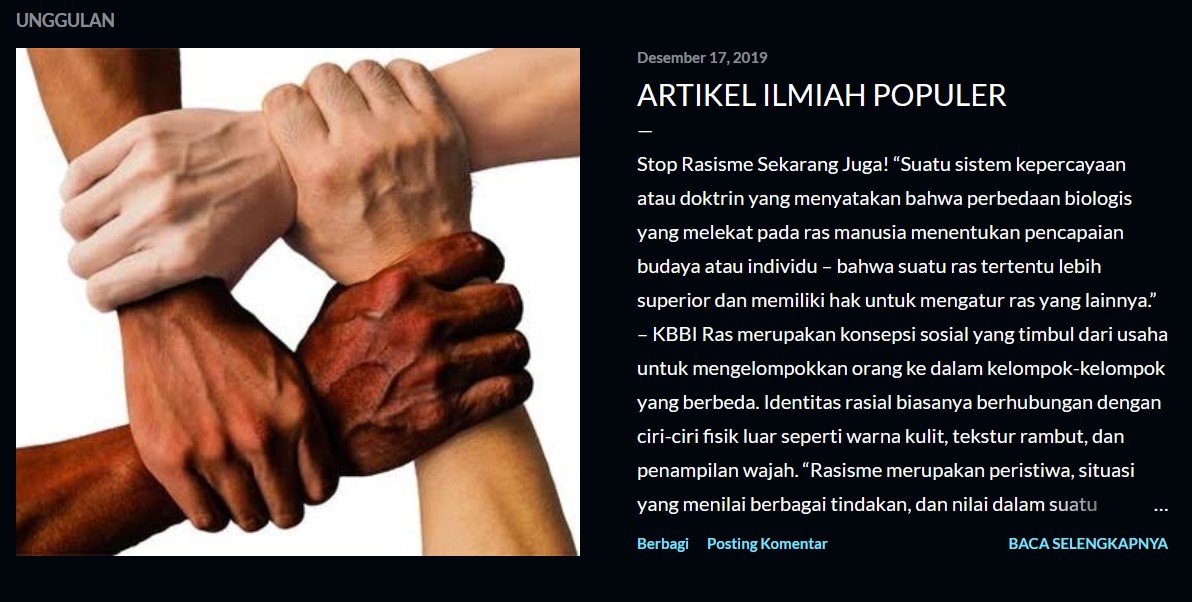 UNGGULAN
Desember 17, 2019
ARTIKEL ILMIAH POPULER
—
Stop Rasisme Sekarang Juga! “Suatu sistem kepercayaan
atau doktrin yang menyatakan bahwa perbedaan biologis
yang melekat pada ras manusia menentukan pencapaian
budaya atau individu – bahwa suatu ras tertentu lebih
superior dan memiliki hak untuk mengatur ras yang lainnya.”
– KBBI Ras merupakan konsepsi sosial yang timbul dari usaha
untuk mengelompokkan orang ke dalam kelompok-kelompok
yang berbeda. Identitas rasial biasanya berhubungan dengan
ciri-ciri fisik luar seperti warna kulit, tekstur rambut, dan
penampilan wajah. “Rasisme merupakan peristiwa, situasi
yang menilai berbagai tindakan, dan nilai dalam suatu ...
Berbagi Posting Komentar BACA SELENGKAPNYA